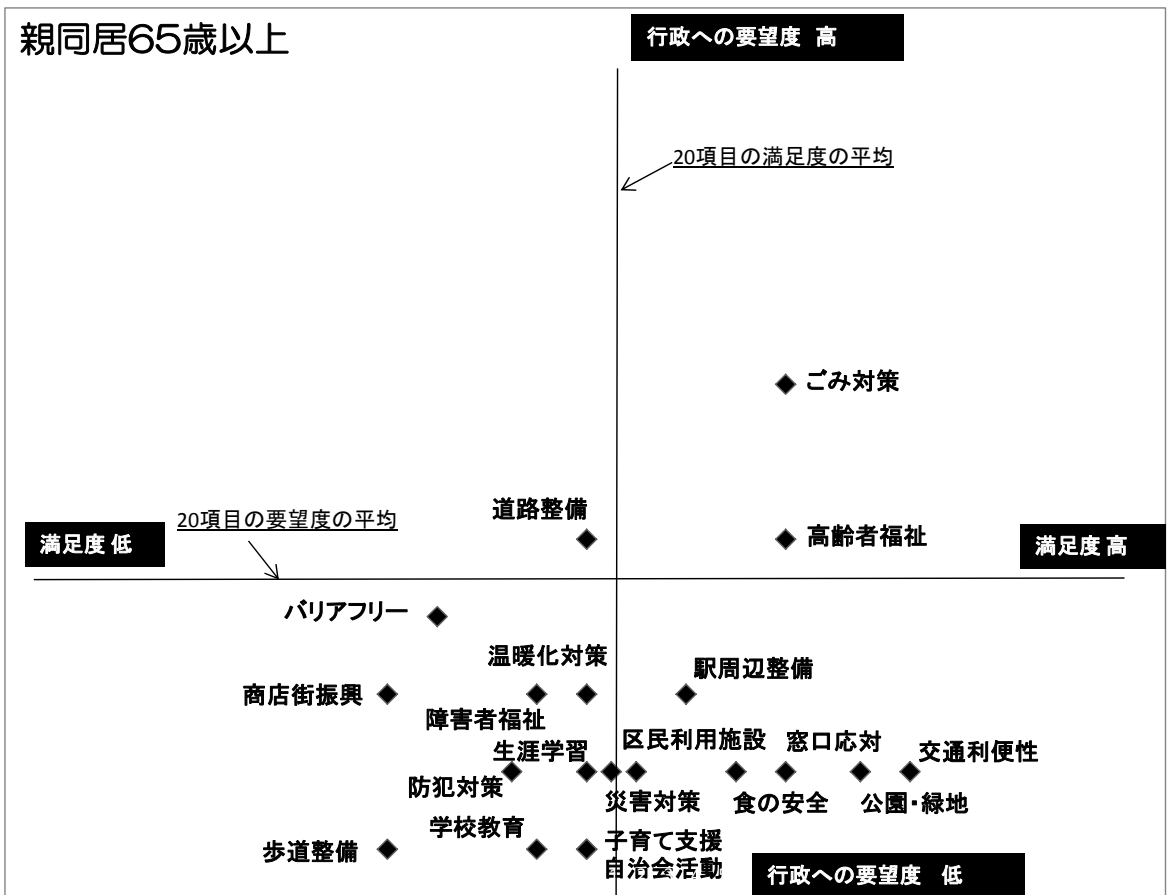 親同居65歳以上
行政への要望度 高
20項目の満足度の平均
ごみ対策
道路整備
20項目の要望度の平均
高齢者福祉
満足度 低
満足度 高
バリアフリー
温暖化対策
駅周辺整備
商店街振興
障害者福祉
区民利用施設
窓口応対
生涯学習
交通利便性
防犯対策
災害対策
食の安全
公園・緑地
学校教育
子育て支援
歩道整備
自治会活動
行政への要望度 低